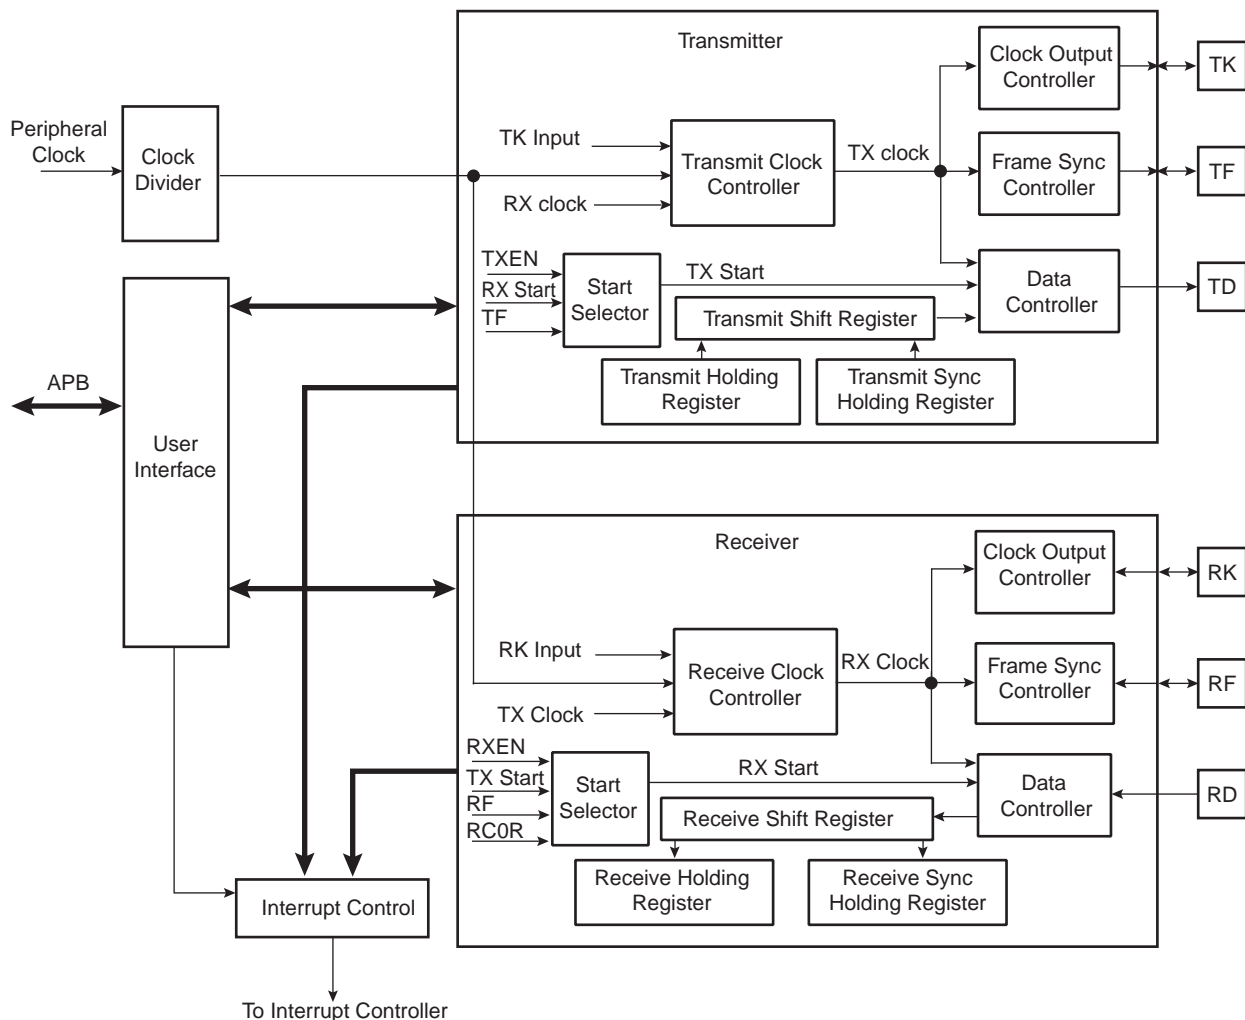 Transmitter
Clock Output
Controller
TK
Peripheral
Clock
Clock
Divider
TK Input
Transmit Clock
Controller
TX clock
Frame Sync
Controller
TF
RX clock
TXEN
RX Start
TF
Start
Selector
TX Start
Data
Controller
TD
Transmit Shift Register
Transmit Holding
Register
Transmit Sync
Holding Register
APB
User
Interface
Receiver
Clock Output
Controller
RK
RK Input
Receive Clock
Controller
RX Clock
Frame Sync
Controller
RF
TX Clock
RXEN
TX Start
RF
RC0R
Start
Selector
RX Start
Data
Controller
RD
Receive Shift Register
Receive Holding
Register
Receive Sync
Holding Register
Interrupt Control
To Interrupt Controller